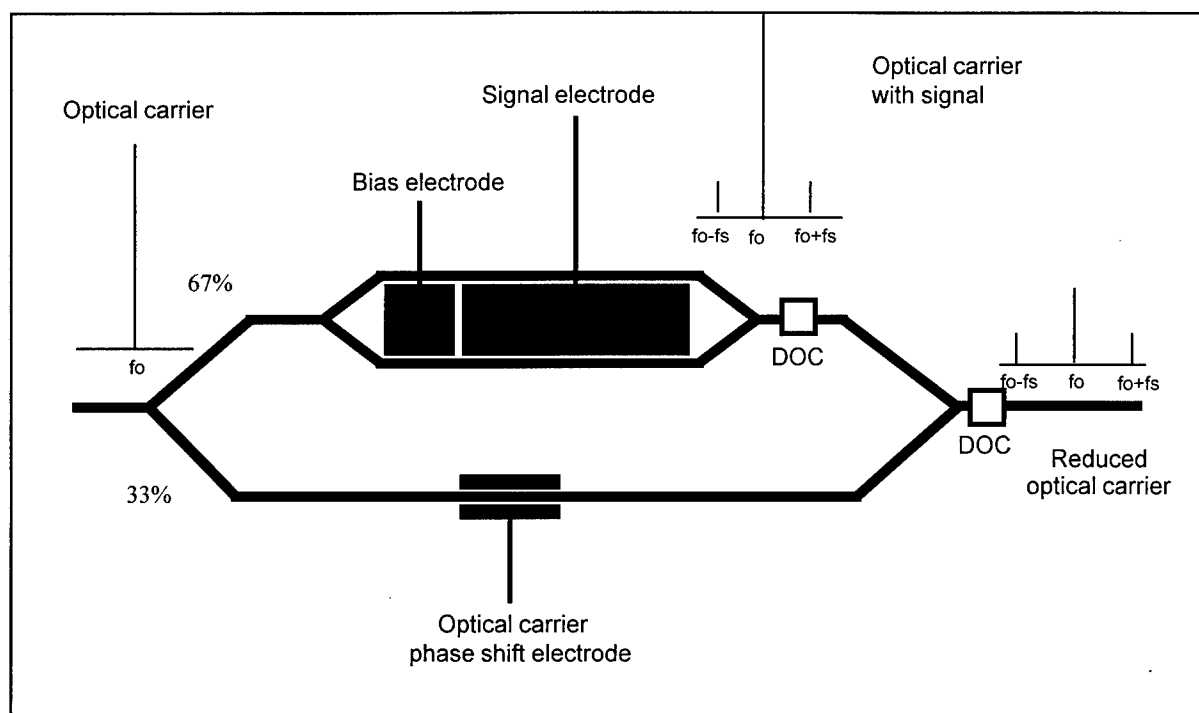 Optical carrier
with signal
Signal electrode
Optical carrier
Bias electrode
fo-fs fo fo+fs
67%
fo
DOC
fo-fs fo fo+fs
DOC
33%
Reduced
optical carrier
Optical carrier
phase shift electrode